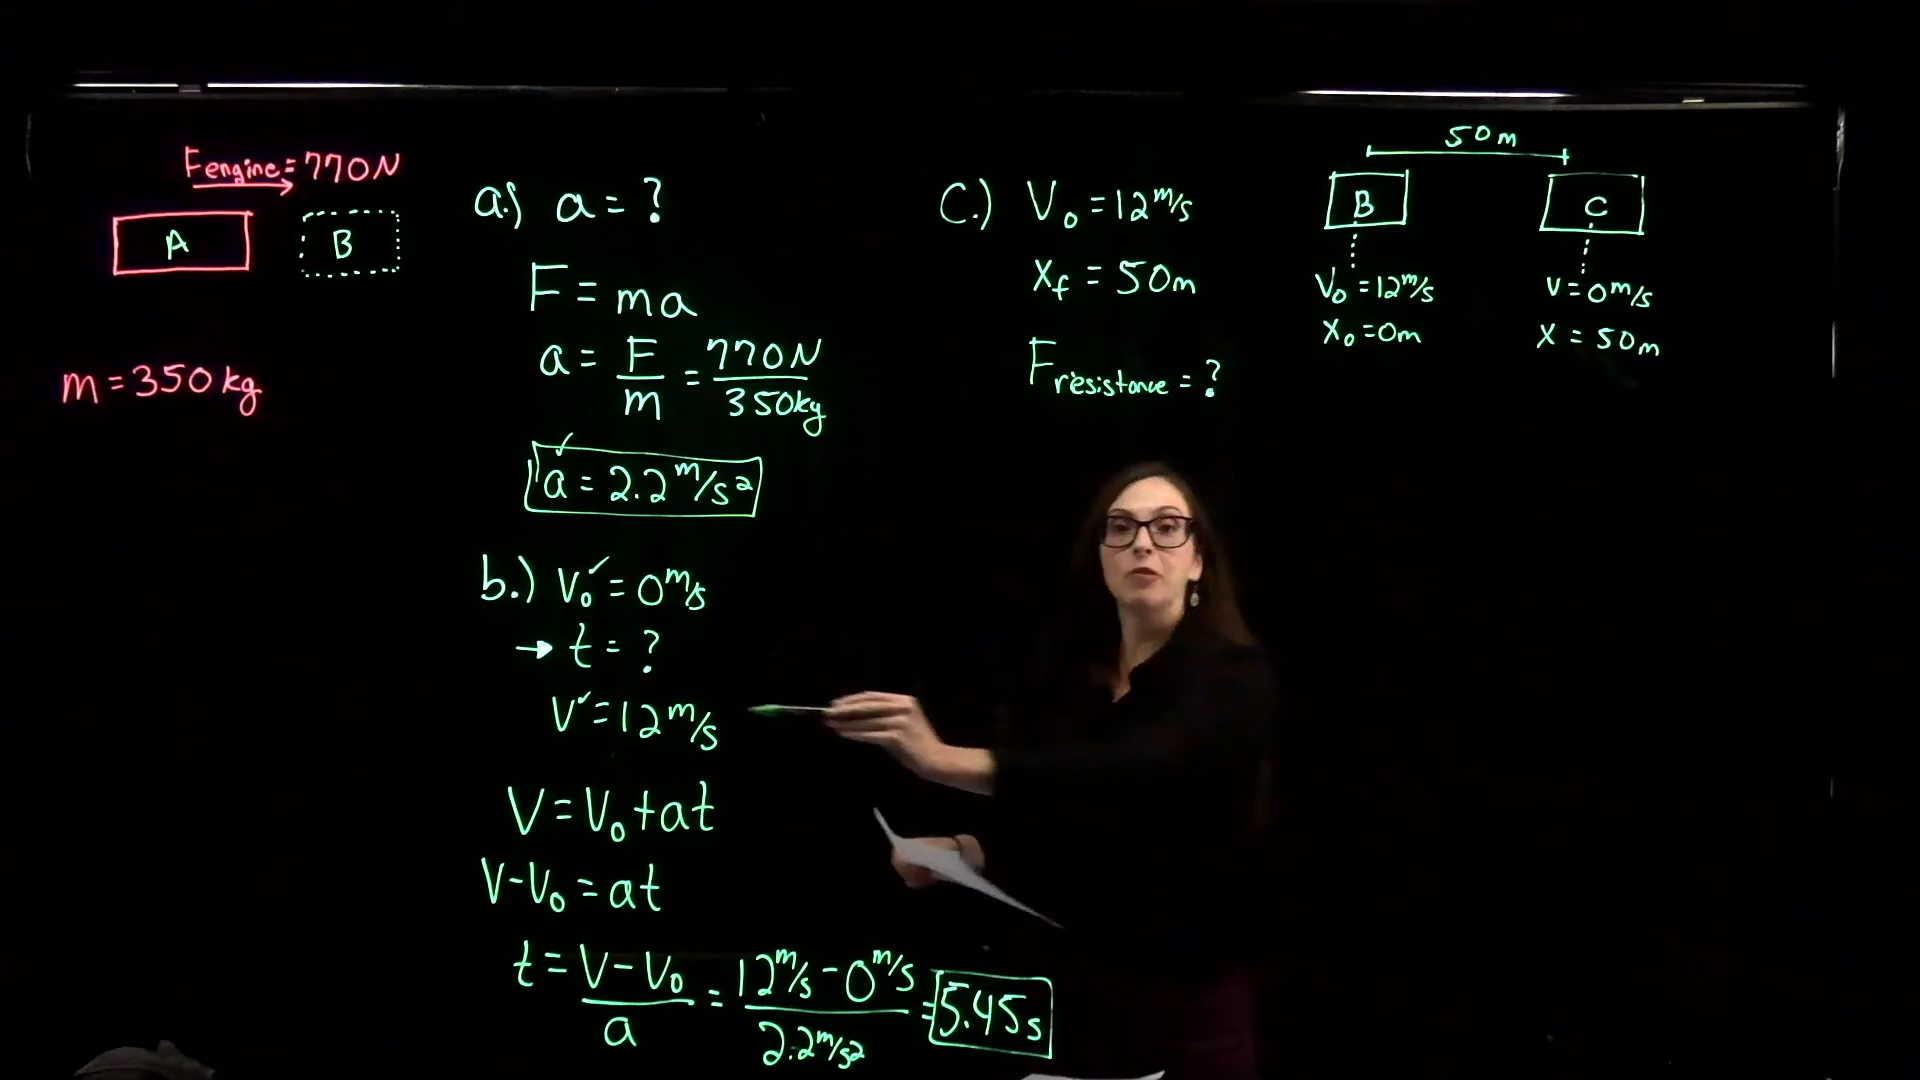 Fengine = 770N
A
B
m = 350 kg
a.) a = ?
F = ma
a = F/m = 770N/350kg
a = 2.2 m/s²
b.) V₀ = 0 m/s
→ t = ?
V = 12 m/s
V = V₀ + at
V - V₀ = at
t = V - V₀/a = 12 m/s - 0 m/s/2.2 m/s² = 5.45 s
C.) V₀ = 12 m/s
Xf = 50m
Fresistance = ?
50m
B
C
V₀ = 12 m/s
X₀ = 0m
V = 0 m/s
X = 50m